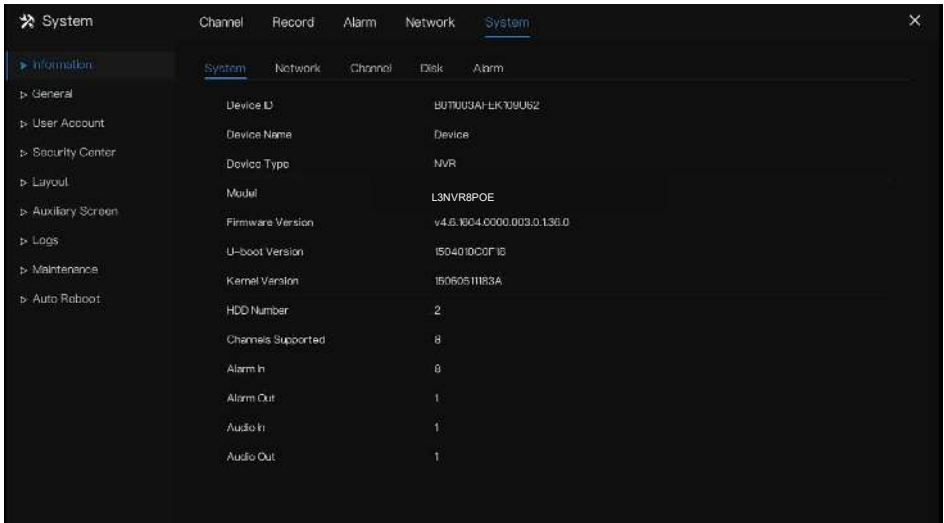 System Channel Record Alarm Network System
Information
General
User Account
Security Center
Layout
Auxiliary Screen
Logs
Maintenance
Auto Reboot
System Network Channel Disk Alarm
Device ID
Device Name Device
Device Type NVR
Model L3NVR8POE
Firmware Version v4.6.1604.0000.003.0.1.36.0
U-boot Version
Kernel Version 15060511183A
HDD Number 2
Channels Supported 8
Alarm In 8
Alarm Out 1
Audio In 1
Audio Out 1